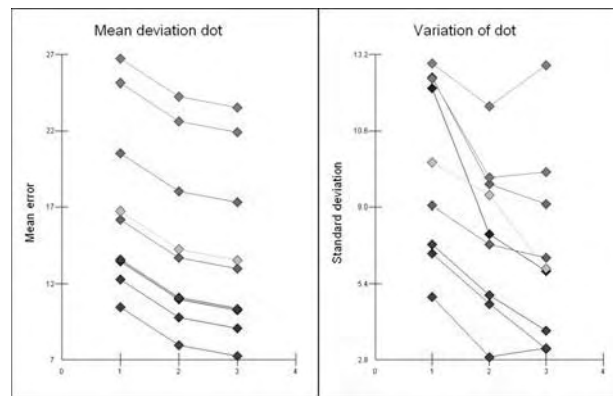 Mean deviation dot
27
22
17
12
7
Mean error
0 1 2 3 4
Variation of dot
13.2
10.6
9.0
5.4
2.8
Standard deviation
0 1 2 3 4